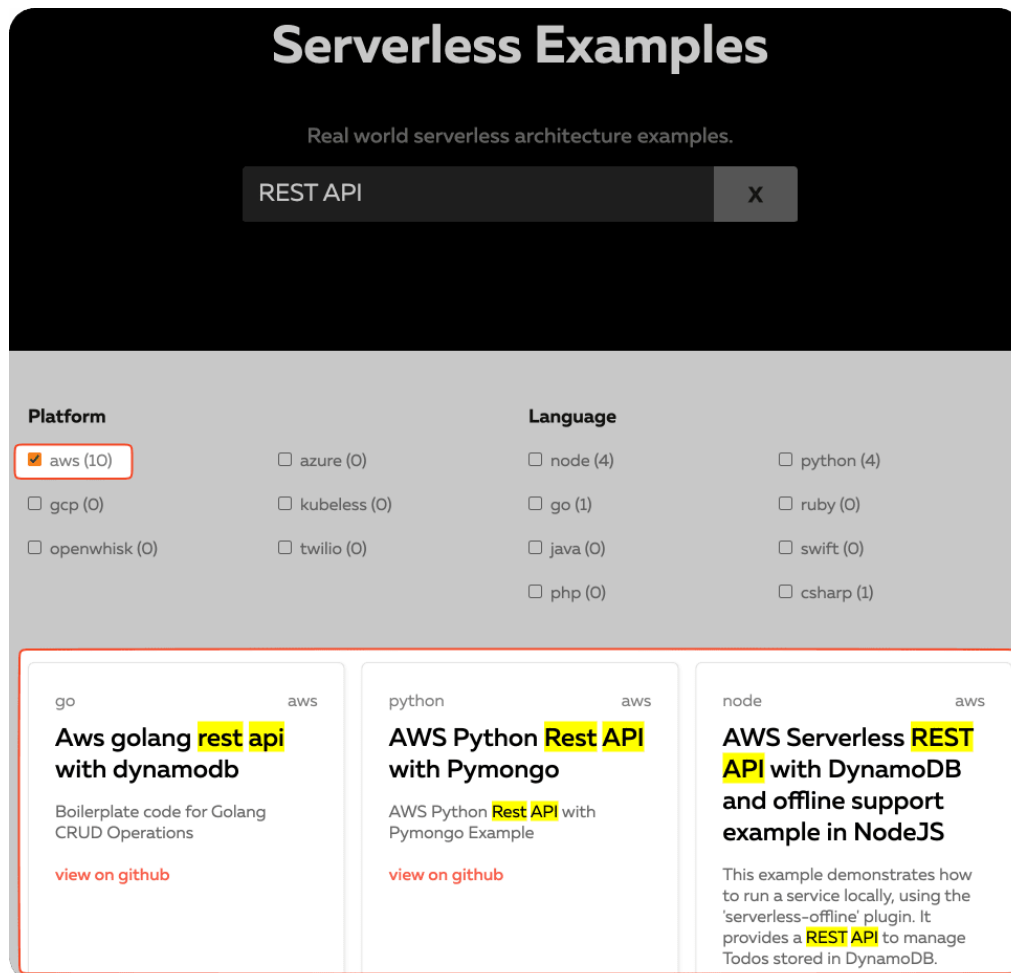 Serverless Examples
Real world serverless architecture examples.
REST API
X
Platform
Language
aws (10)
azure (0)
node (4)
python (4)
gcp (0)
kubeless (0)
go (1)
ruby (0)
openwhisk (0)
twilio (0)
java (0)
swift (0)
php (0)
csharp (1)
go
aws
Aws golang rest api
with dynamodb
Boilerplate code for Golang
CRUD Operations
view on github
python
aws
AWS Python Rest API
with Pymongo
AWS Python Rest API with
Pymongo Example
view on github
node
aws
AWS Serverless REST
API with DynamoDB
and offline support
example in NodeJS
This example demonstrates how
to run a service locally, using the
'serverless-offline' plugin. It
provides a REST API to manage
Todos stored in DynamoDB.